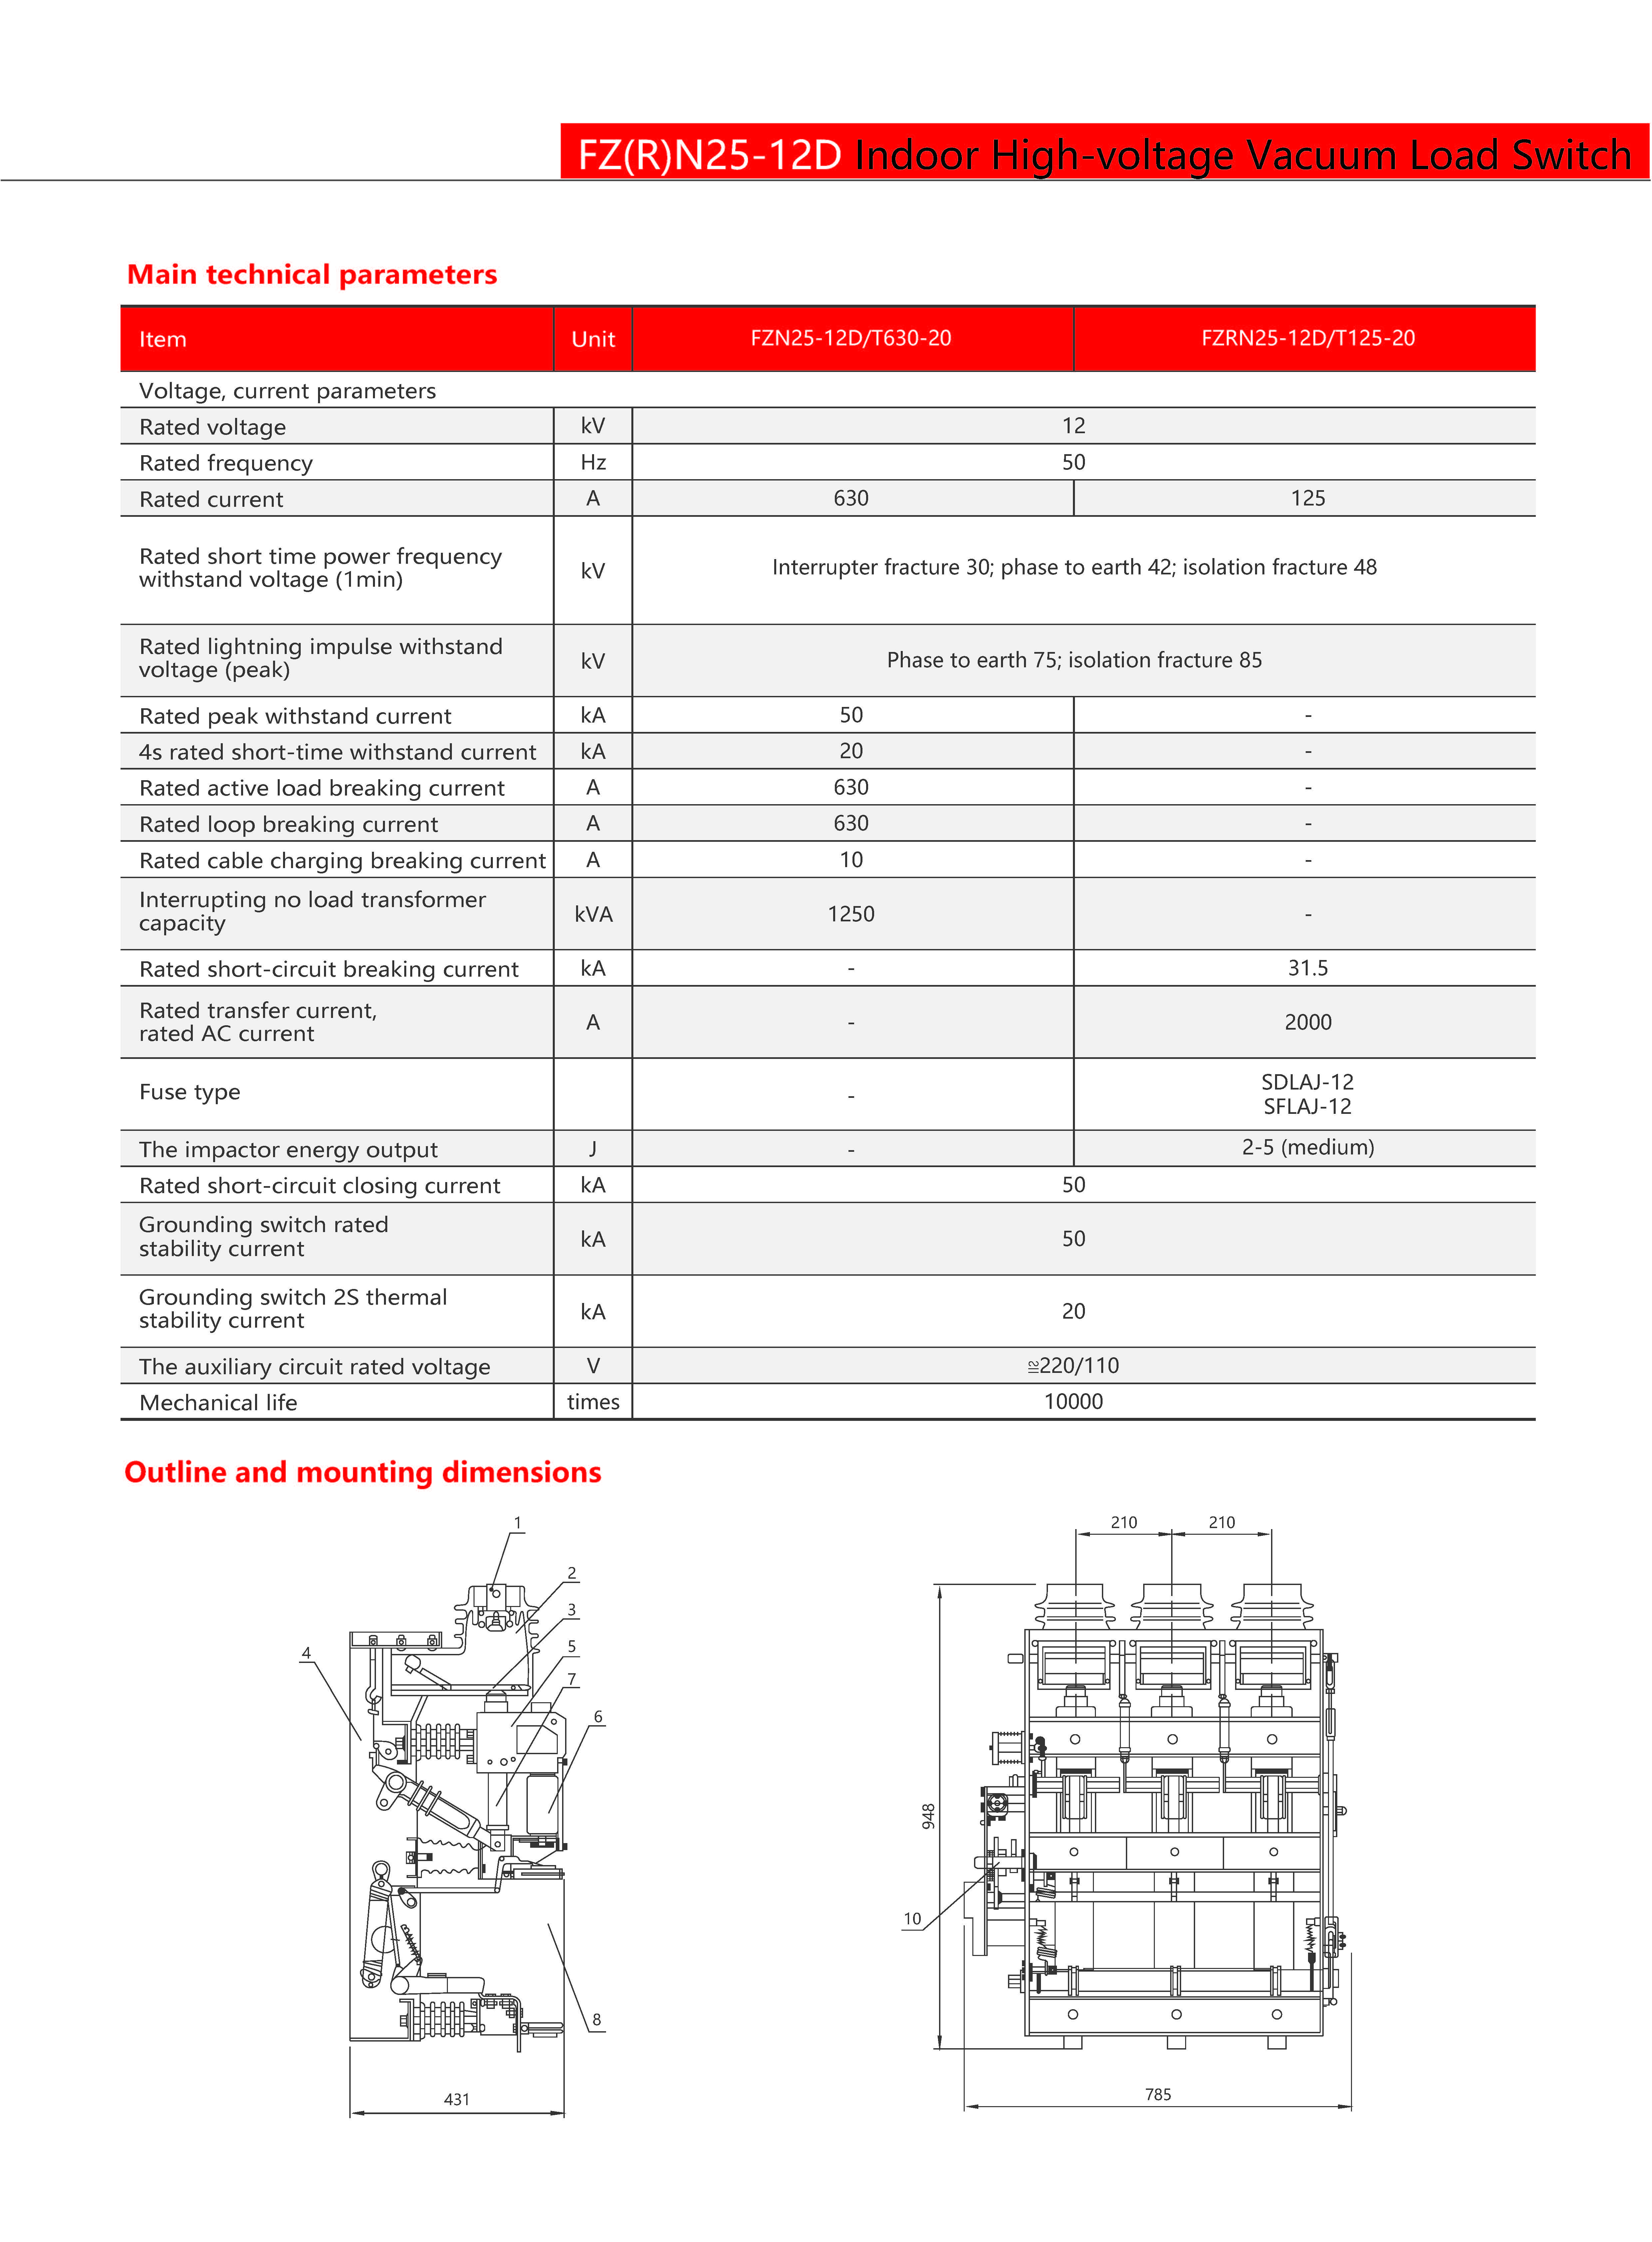 FZ(R)N25-12D Indoor High-voltage Vacuum Load Switch
Main technical parameters
Item Unit FZN25-12D/T630-20 FZRN25-12D/T125-20
Voltage, current parameters
Rated voltage kV 12
Rated frequency Hz 50
Rated current A 630 125
Rated short time power frequency
withstand voltage (1min) kV Interrupter fracture 30; phase to earth 42; isolation fracture 48
Rated lightning impulse withstand
voltage (peak) kV Phase to earth 75; isolation fracture 85
Rated peak withstand current kA 50 -
4s rated short-time withstand current kA 20 -
Rated active load breaking current A 630 -
Rated loop breaking current A 630 -
Rated cable charging breaking current A 10 -
Interrupting no load transformer
capacity kVA 1250 -
Rated short-circuit breaking current kA - 31.5
Rated transfer current,
rated AC current A - 2000
Fuse type - SDLAJ-12
SFLAJ-12
The impactor energy output J - 2-5 (medium)
Rated short-circuit closing current kA 50
Grounding switch rated
stability current kA 50
Grounding switch 2S thermal
stability current kA 20
The auxiliary circuit rated voltage V ≌220/110
Mechanical life times 10000
Outline and mounting dimensions
1
2
3
4
5
7
6
8
431
210 210
948
10
785